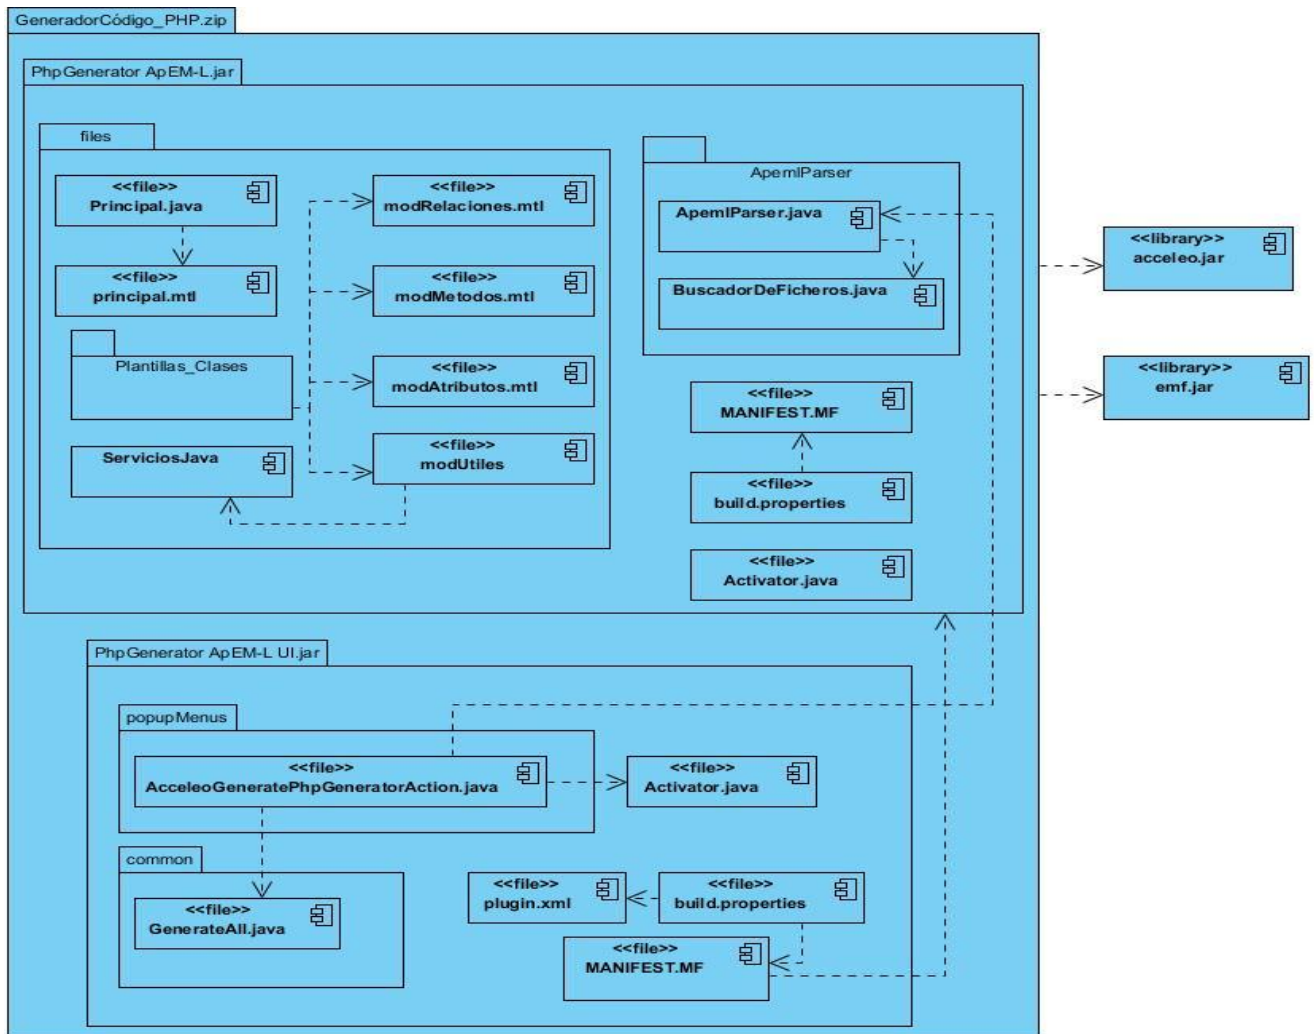 GeneradorCódigo_PHP.zip
PhpGenerator ApEM-L.jar
files
<<file>>
Principal.java
<<file>>
modRelaciones.mtl
<<file>>
principal.mtl
<<file>>
modMetodos.mtl
Plantillas_Clases
<<file>>
modAtributos.mtl
ServiciosJava
<<file>>
modUtiles
ApemlParser
ApemlParser.java
BuscadorDeFicheros.java
<<file>>
MANIFEST.MF
<<file>>
build.properties
<<file>>
Activator.java
<<library>>
acceleo.jar
<<library>>
emf.jar
PhpGenerator ApEM-L UI.jar
popupMenus
<<file>>
AcceleoGeneratePhpGeneratorAction.java
<<file>>
Activator.java
common
<<file>>
GenerateAll.java
<<file>>
plugin.xml
<<file>>
build.properties
<<file>>
MANIFEST.MF